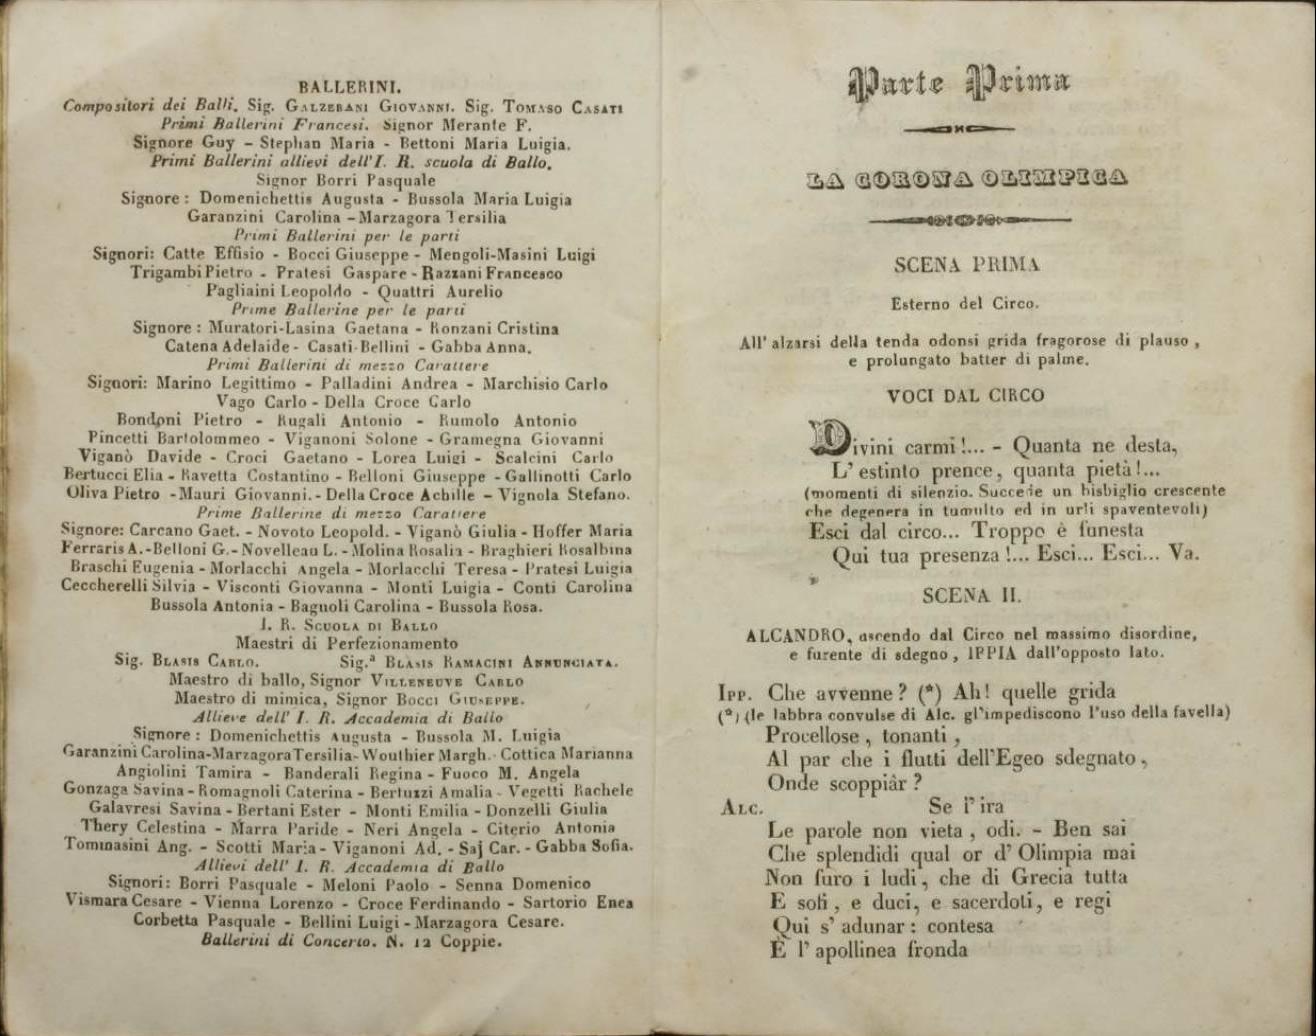 BALLERINI.
Compositori dei Balli. Sig. GALZERANI GIOVANNI. Sig. TOMASO CASATI
Primi Ballerini Francesi. Signor Merante F.
Signore Guy - Stephan Maria - Bettoni Maria Luigia.
Primi Ballerini allievi dell' I. R. scuola di Ballo.
Signor Borri Pasquale
Signore : Domenichettis Augusta - Bussola Maria Luigia
Garanzini Carolina - Marzagora Tersilia
Primi Ballerini per le parti
Signori: Catte Effisio - Bocci Giuseppe - Mengoli-Masini Luigi
Trigambi Pietro - Pratesi Gaspare - Razzani Francesco
Pagliaini Leopoldo - Quattri Aurelio
Prime Ballerine per le parti
Signore : Muratori-Lasina Gaetana - Ronzani Cristina
Catena Adelaide - Casati-Bellini - Gabba Anna.
Primi Ballerini di mezzo Carattere
Signori: Marino Legittimo - Palladini Andrea - Marchisio Carlo
Vago Carlo - Della Croce Carlo
Bondoni Pietro - Rugali Antonio - Rumolo Antonio
Pincetti Bartolommeo - Viganoni Solone - Gramegna Giovanni
Viganò Davide - Croci Gaetano - Lorea Luigi - Scalcini Carlo
Bertucci Elia - Ravetta Costantino - Belloni Giuseppe - Gallinotti Carlo
Oliva Pietro - Mauri Giovanni. - Della Croce Achille - Vignola Stefano.
Prime Ballerine di mezzo Carattere
Signore: Carcano Gaet. - Novoto Leopold. - Viganò Giulia - Hoffer Maria
Ferraris A. - Belloni G. - Novelleau L. - Molina Rosalia - Braghieri Rosalbina
Braschi Eugenia - Morlacchi Angela - Morlacchi Teresa - Pratesi Luigia
Ceccherelli Silvia - Visconti Giovanna - Monti Luigia - Conti Carolina
Bussola Antonia - Bagnoli Carolina - Bussola Rosa.
I. R. SCUOLA DI BALLO
Maestri di Perfezionamento
Sig. BLASIS CARLO. Sig.ª BLASIS RAMACINI ANNUNCIATA.
Maestro di ballo, Signor VILLENEUVE CARLO
Maestro di mimica, Signor BOCCI GIUSEPPE.
Allieve dell' I. R. Accademia di Ballo
Signore : Domenichettis Augusta - Bussola M. Luigia
Garanzini Carolina - Marzagora Tersilia - Wouthier Margh. - Cottica Marianna
Angiolini Tamira - Banderali Regina - Fuoco M. Angela
Gonzaga Savina - Romagnoli Caterina - Bertuzzi Amalia - Vegetti Rachele
Galavresi Savina - Bertani Ester - Monti Emilia - Donzelli Giulia
Thery Celestina - Marra Paride - Neri Angela - Citerio Antonia
Tommasini Ang. - Scotti Maria - Viganoni Ad. - Saj Car. - Gabba Sofia.
Allievi dell' I. R. Accademia di Ballo
Signori: Borri Pasquale - Meloni Paolo - Senna Domenico
Vismara Cesare - Vienna Lorenzo - Croce Ferdinando - Sartorio Enea
Corbetta Pasquale - Bellini Luigi - Marzagora Cesare.
Ballerini di Concerto. N. 12 Coppie.
Parte Prima
LA CORONA OLIMPICA
SCENA PRIMA
Esterno del Circo.
All' alzarsi della tenda odonsi grida fragorose di plauso ,
e prolungato batter di palme.
VOCI DAL CIRCO
Divini carmi !... - Quanta ne desta,
L' estinto prence, quanta pietà !...
(momenti di silenzio. Succede un bisbiglio crescente
che degenera in tumulto ed in urli spaventevoli)
Esci dal circo... Troppo è funesta
Qui tua presenza !... Esci... Esci... Va.
SCENA II.
ALCANDRO, uscendo dal Circo nel massimo disordine,
e furente di sdegno , IPPIA dall'opposto lato.
IPP. Che avvenne ? (*) Ah! quelle grida
(*) (le labbra convulse di Alc. gl'impediscono l'uso della favella)
Procellose , tonanti ,
Al par che i flutti dell'Egeo sdegnato ,
Onde scoppiàr ?
ALC. Se l' ira
Le parole non vieta , odi. - Ben sai
Che splendidi qual or d' Olimpia mai
Non furo i ludi , che di Grecia tutta
E sofi , e duci, e sacerdoti, e regi
Qui s' adunar : contesa
È l' apollinea fronda